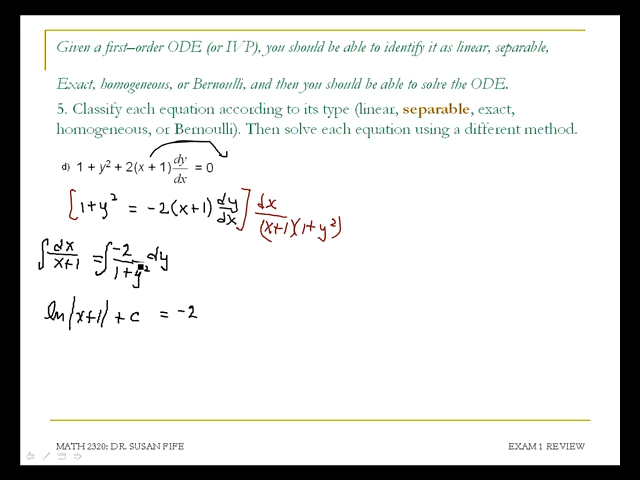 Given a first-order ODE (or IVP), you should be able to identify it as linear, separable,
Exact, homogeneous, or Bernoulli, and then you should be able to solve the ODE.
5. Classify each equation according to its type (linear, separable, exact,
homogeneous, or Bernoulli). Then solve each equation using a different method.
d) 1 + y² + 2(x + 1) dy/dx = 0
[1+y² = -2(x+1) dy/dx] dx/((x+1)(1+y²))
∫ dx/(x+1) = ∫ -2/(1+y²) dy
ln|x+1| + c = -2
MATH 2320: DR. SUSAN FIFE
EXAM 1 REVIEW